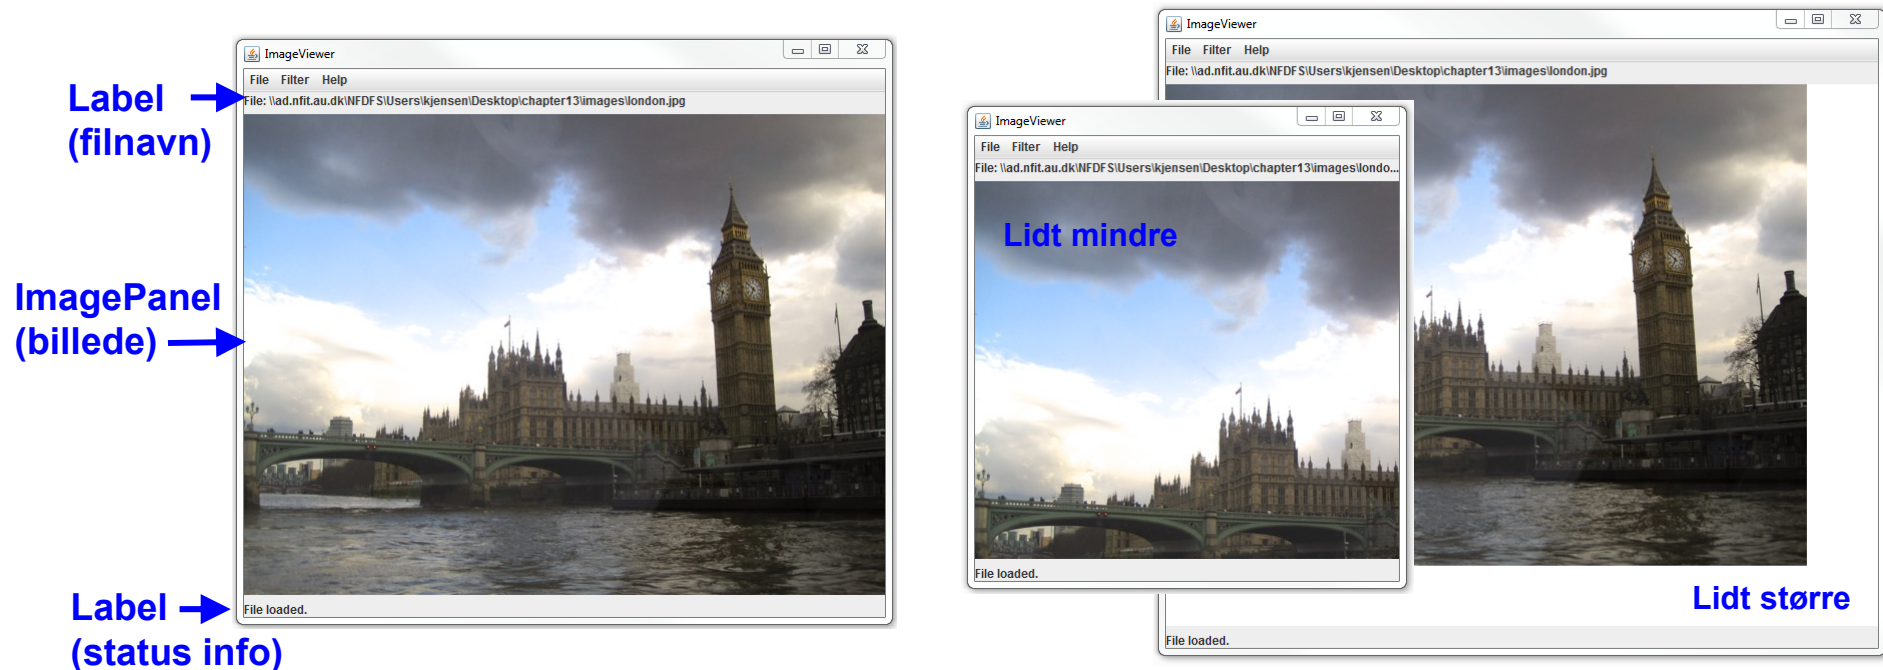 Label
(filnavn)
ImagePanel
(billede)
Label
(status info)
ImageViewer
File Filter Help
File: \\ad.nfit.au.dk\NFDFS\Users\kjensen\Desktop\chapter13\images\london.jpg
File loaded.
ImageViewer
File Filter Help
File: \\ad.nfit.au.dk\NFDFS\Users\kjensen\Desktop\chapter13\images\londo...
Lidt mindre
File loaded.
ImageViewer
File Filter Help
File: \\ad.nfit.au.dk\NFDFS\Users\kjensen\Desktop\chapter13\images\london.jpg
Lidt større
File loaded.